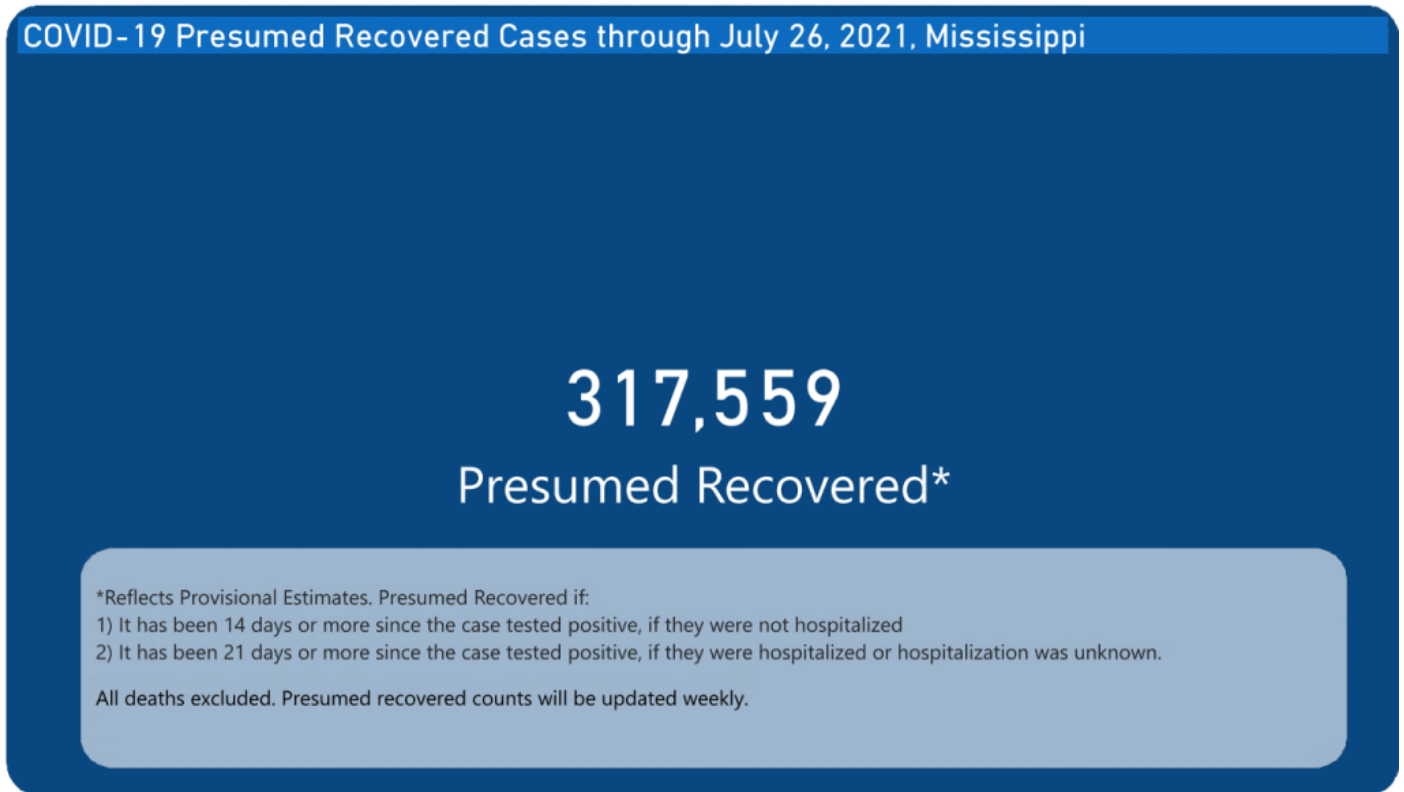 COVID-19 Presumed Recovered Cases through July 26, 2021, Mississippi
317,559
Presumed Recovered*
*Reflects Provisional Estimates. Presumed Recovered if:
1) It has been 14 days or more since the case tested positive, if they were not hospitalized
2) It has been 21 days or more since the case tested positive, if they were hospitalized or hospitalization was unknown.
All deaths excluded. Presumed recovered counts will be updated weekly.